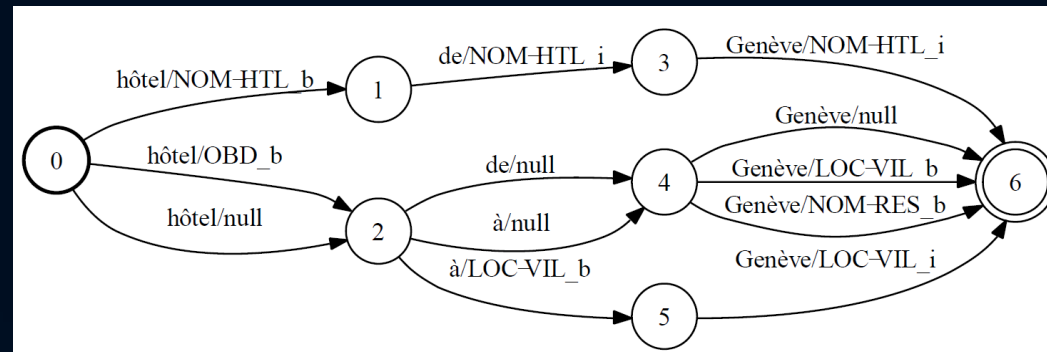 hôtel/NOM-HTL_b
de/NOM-HTL_i
Genève/NOM-HTL_i
hôtel/OBD_b
hôtel/null
de/null
à/null
à/LOC-VIL_b
Genève/null
Genève/LOC-VIL_b
Genève/NOM-RES_b
Genève/LOC-VIL_i
0
1
2
3
4
5
6